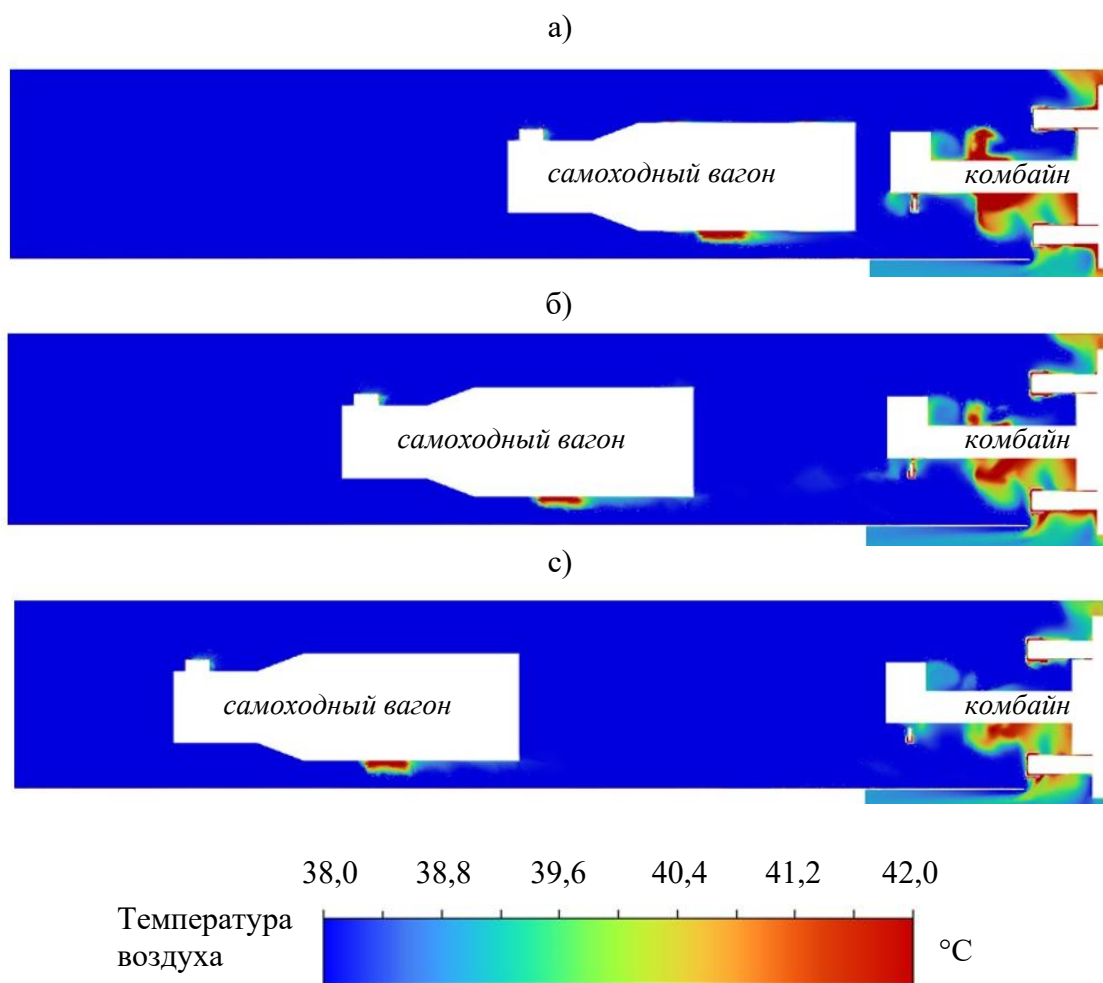 а)
самоходный вагон
комбайн
б)
самоходный вагон
комбайн
с)
самоходный вагон
комбайн
38,0 38,8 39,6 40,4 41,2 42,0
Температура
воздуха
°С